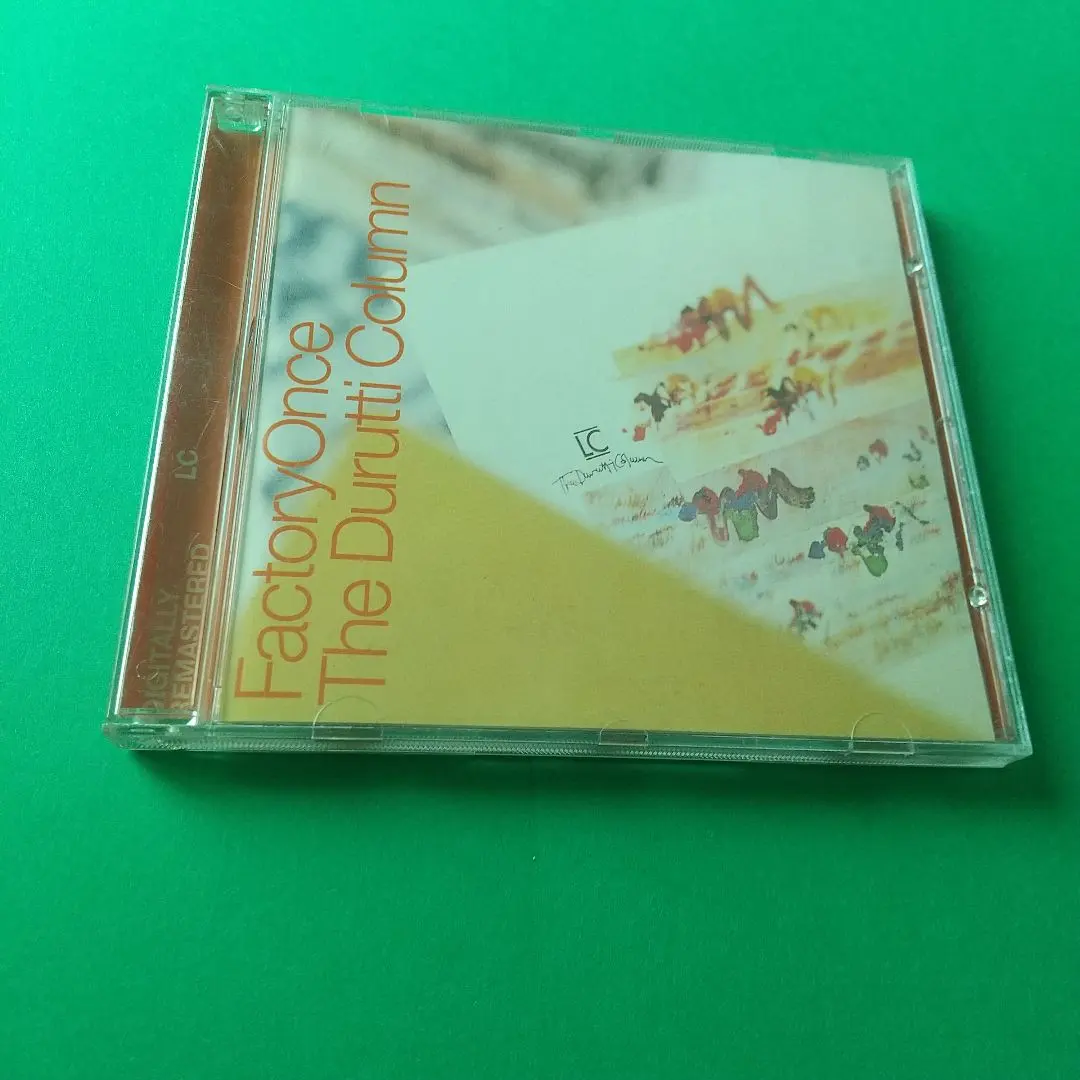 FactoryOnce
The Durutti Column
LC
The Durutti Column
LC
DIGITALLY
REMASTERED